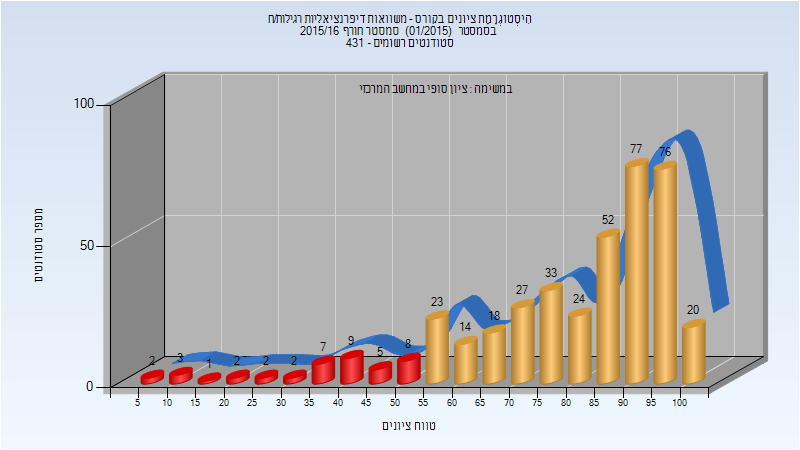 היסטוגרמת ציונים בקורס - משוואות דיפרנציאליות רגילות/ח
בסמסטר (01/2015) סמסטר חורף 2015/16
סטודנטים רשומים - 431
במשימה : ציון סופי במחשב המרכזי
100
50
0
מספר סטודנטים
2 3 1 2 2 2 7 9 5 8 23 14 18 27 33 24 52 77 76 20
5 10 15 20 25 30 35 40 45 50 55 60 65 70 75 80 85 90 95 100
טווח ציונים